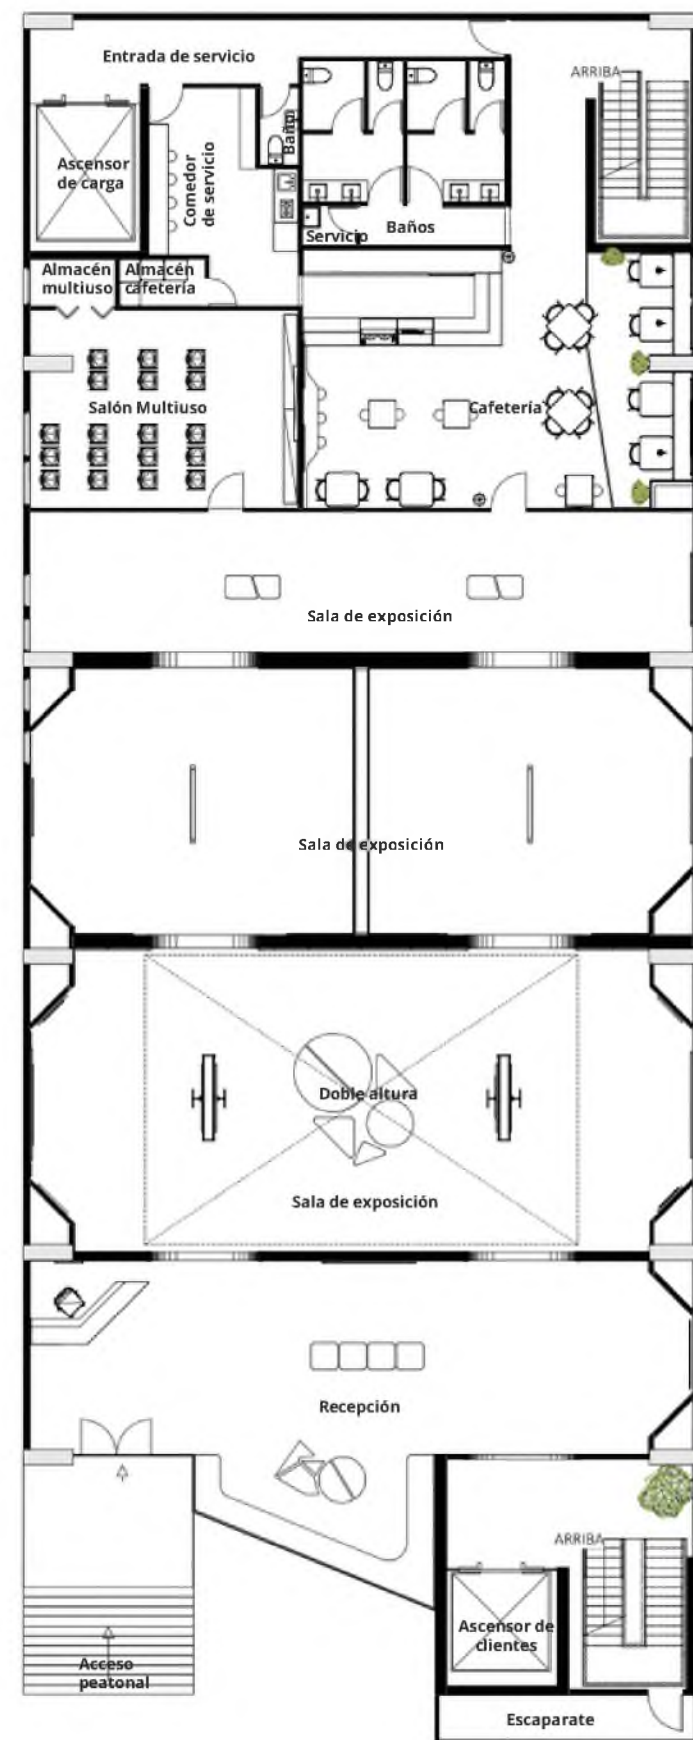 Entrada de servicio
ARRIBA
Ascensor
de carga
Comedor
de servicio
Baño
Servicio
Baños
Almacén
multiuso
Almacén
cafetería
Salón Multiuso
Cafetería
Sala de exposición
Sala de exposición
Doble altura
Sala de exposición
Recepción
ARRIBA
Ascensor de
clientes
Acceso
peatonal
Escaparate